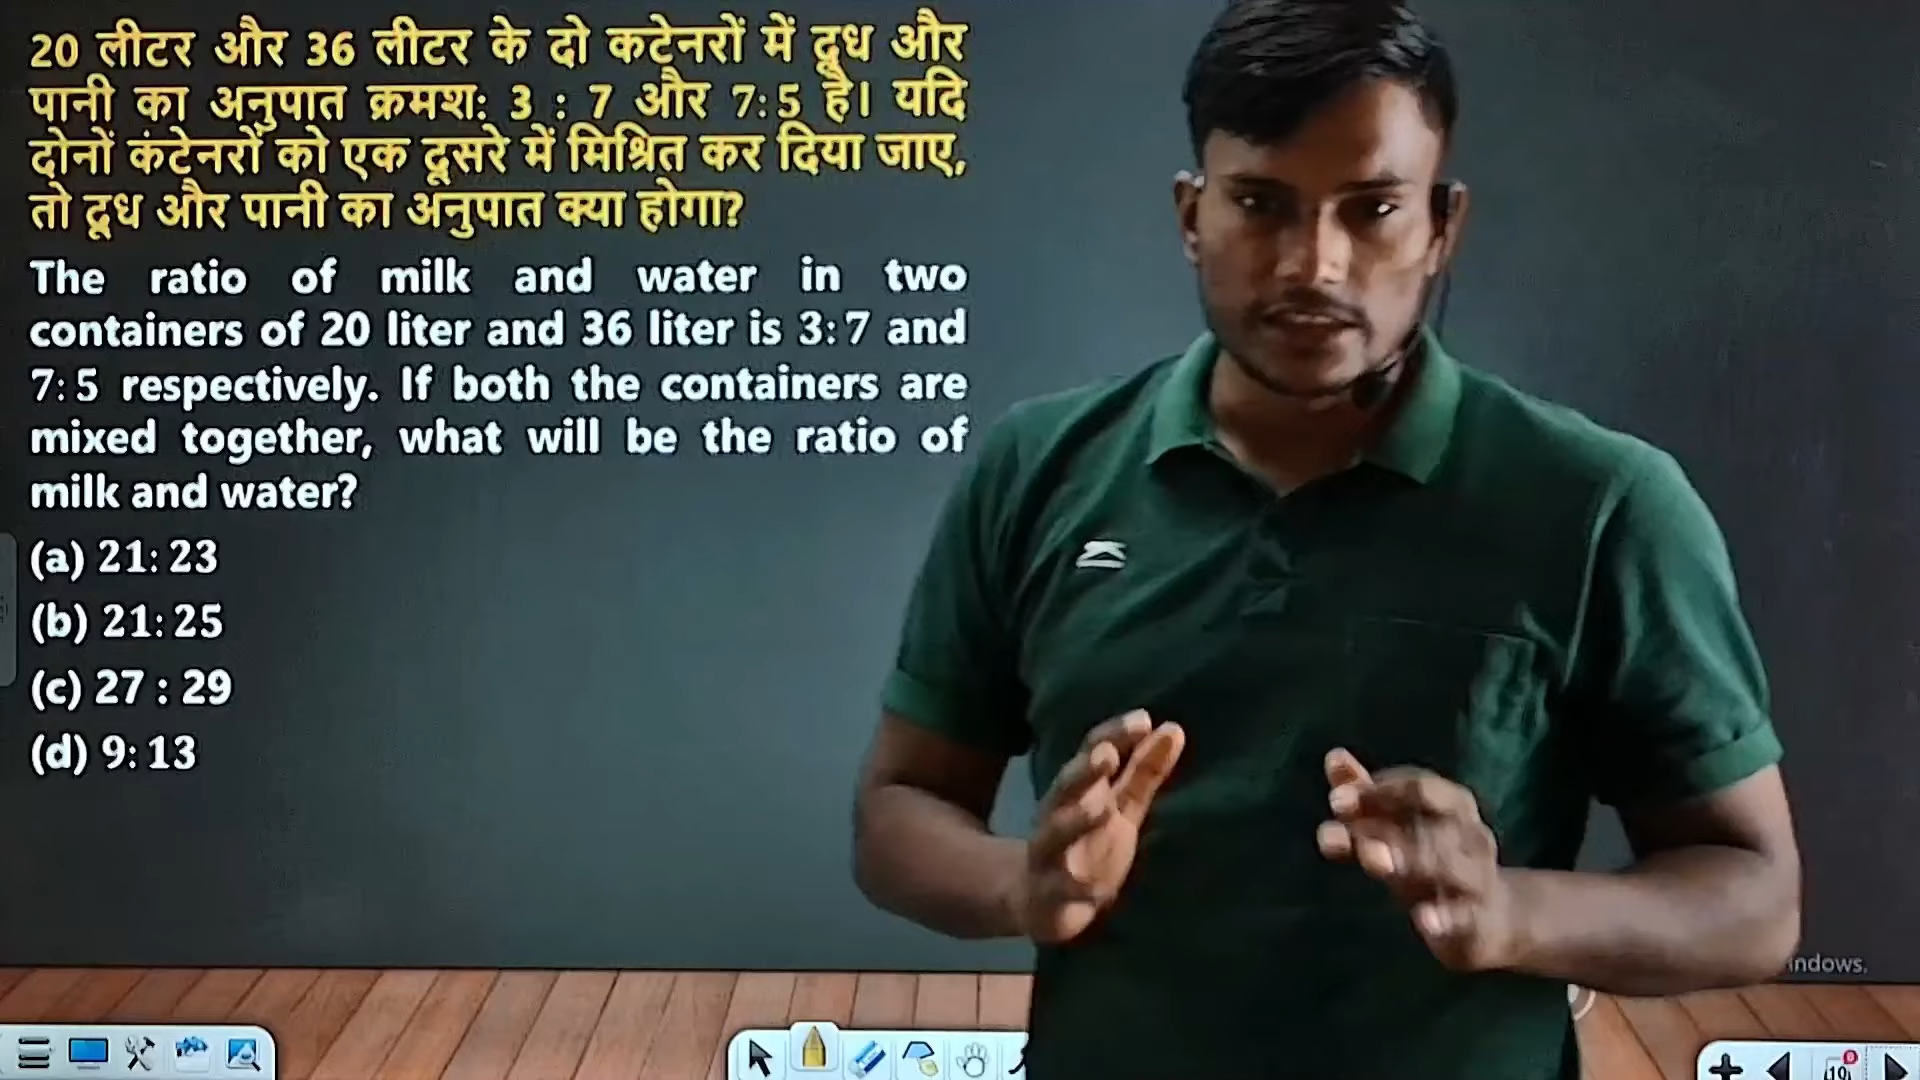 20 लीटर और 36 लीटर के दो कटेनरों में दूध और
पानी का अनुपात क्रमश: 3 : 7 और 7:5 है। यदि
दोनों कंटेनरों को एक दूसरे में मिश्रित कर दिया जाए,
तो दूध और पानी का अनुपात क्या होगा?
The ratio of milk and water in two
containers of 20 liter and 36 liter is 3:7 and
7:5 respectively. If both the containers are
mixed together, what will be the ratio of
milk and water?
(a) 21: 23
(b) 21: 25
(c) 27 : 29
(d) 9: 13